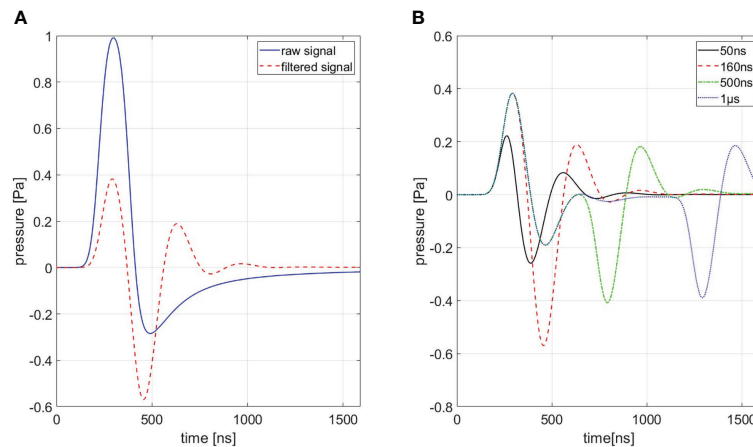 A
raw signal
filtered signal
1
0.8
0.6
0.4
0.2
0
-0.2
-0.4
-0.6
0
500
1000
1500
pressure [Pa]
time [ns]
B
50ns
160ns
500ns
1µs
0.6
0.4
0.2
0
-0.2
-0.4
-0.6
-0.8
0
500
1000
1500
pressure [Pa]
time[ns]